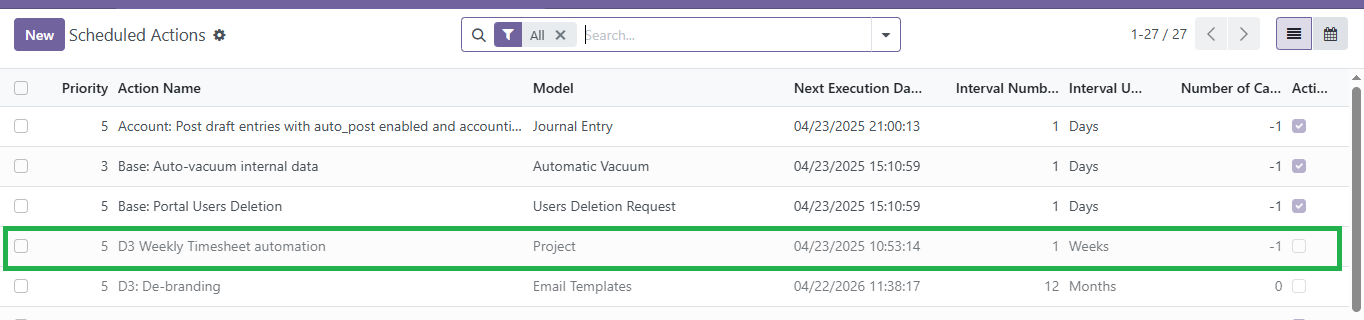 New Scheduled Actions All Search... 1-27 / 27
Priority Action Name Model Next Execution Da... Interval Numb... Interval U... Number of Ca... Acti...
5 Account: Post draft entries with auto_post enabled and accounti... Journal Entry 04/23/2025 21:00:13 1 Days -1
3 Base: Auto-vacuum internal data Automatic Vacuum 04/23/2025 15:10:59 1 Days -1
5 Base: Portal Users Deletion Users Deletion Request 04/23/2025 15:10:59 1 Days -1
5 D3 Weekly Timesheet automation Project 04/23/2025 10:53:14 1 Weeks -1
5 D3: De-branding Email Templates 04/22/2026 11:38:17 12 Months 0